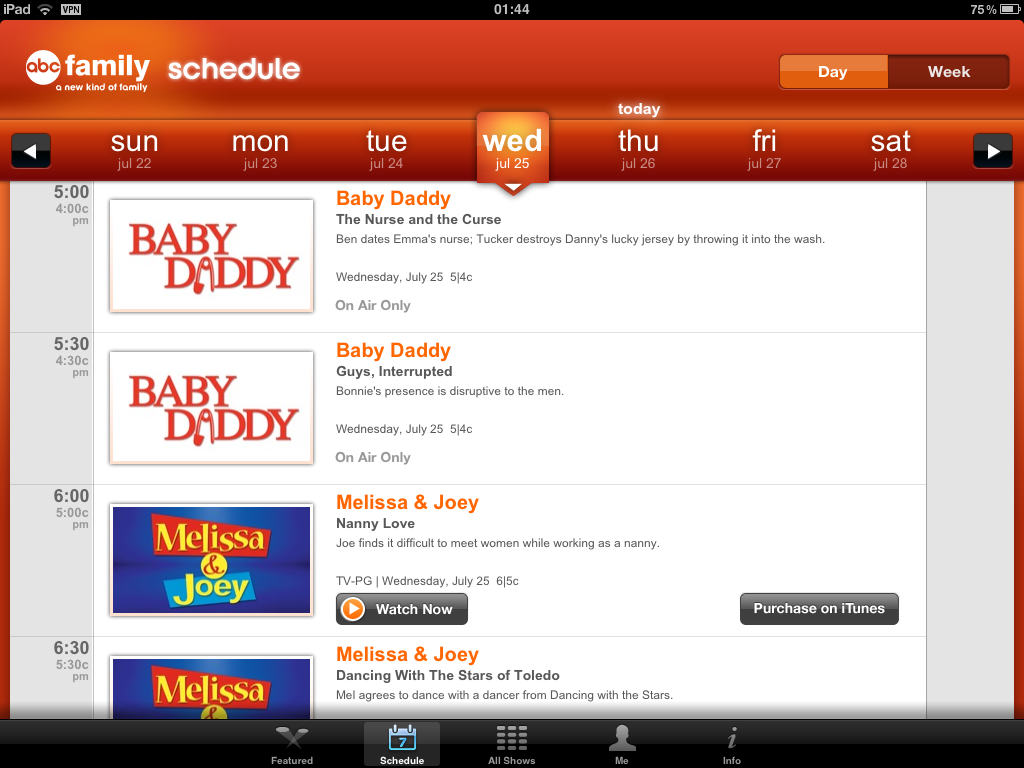 iPad VPN 01:44 75%
abc family schedule
a new kind of family
Day Week
today
sun mon tue wed thu fri sat
jul 22 jul 23 jul 24 jul 25 jul 26 jul 27 jul 28
5:00
4:00c
pm
BABY
DADDY
Baby Daddy
The Nurse and the Curse
Ben dates Emma's nurse; Tucker destroys Danny's lucky jersey by throwing it into the wash.
Wednesday, July 25 5|4c
On Air Only
5:30
4:30c
pm
BABY
DADDY
Baby Daddy
Guys, Interrupted
Bonnie's presence is disruptive to the men.
Wednesday, July 25 5|4c
On Air Only
6:00
5:00c
pm
Melissa
&
Joey
Melissa & Joey
Nanny Love
Joe finds it difficult to meet women while working as a nanny.
TV-PG | Wednesday, July 25 6|5c
Watch Now Purchase on iTunes
6:30
5:30c
pm
Melissa
&
Melissa & Joey
Dancing With The Stars of Toledo
Mel agrees to dance with a dancer from Dancing with the Stars.
7
Featured Schedule All Shows Me Info